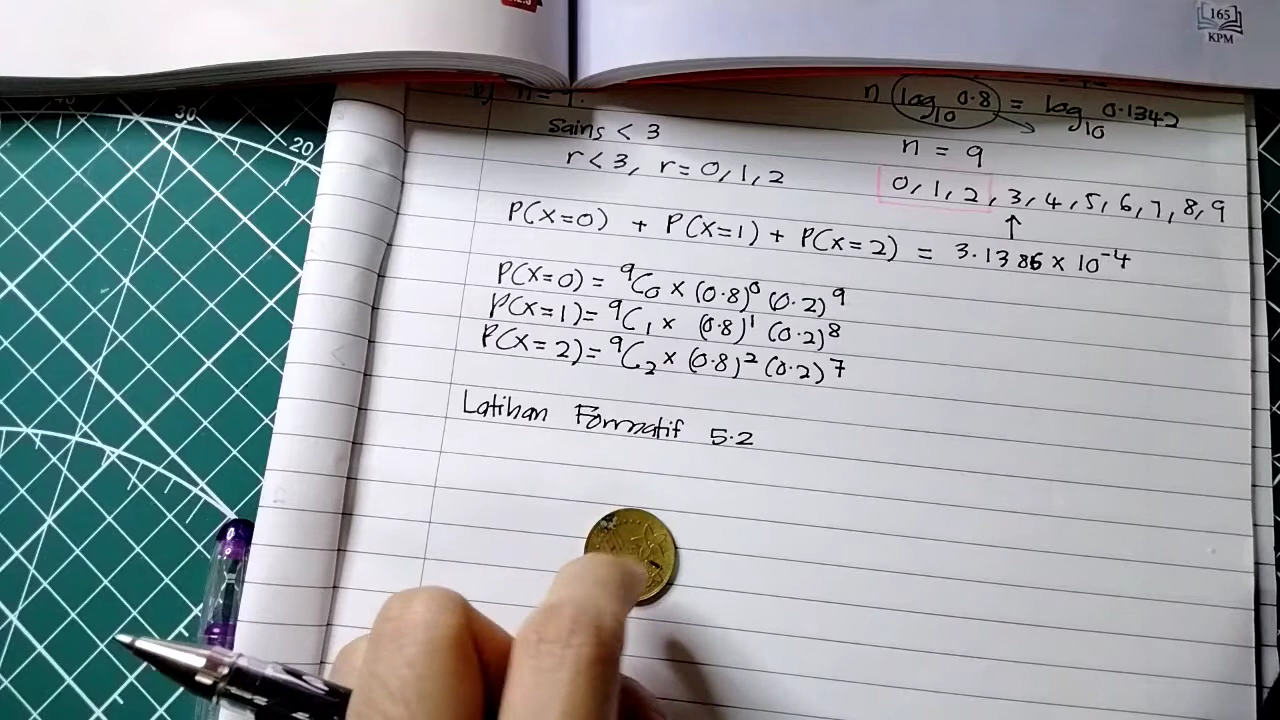 165
KPM
40 30 20
n log₁₀ 0.8 = log₁₀ 0.1342
n = 9
0, 1, 2, 3, 4, 5, 6, 7, 8, 9
↑
Sains < 3
r < 3, r = 0, 1, 2
P(X=0) + P(X=1) + P(X=2) = 3.1386 × 10⁻⁴
P(X=0) = ⁹C₀ × (0.8)⁰ (0.2)⁹
P(X=1) = ⁹C₁ × (0.8)¹ (0.2)⁸
P(X=2) = ⁹C₂ × (0.8)² (0.2)⁷
Latihan Formatif 5.2